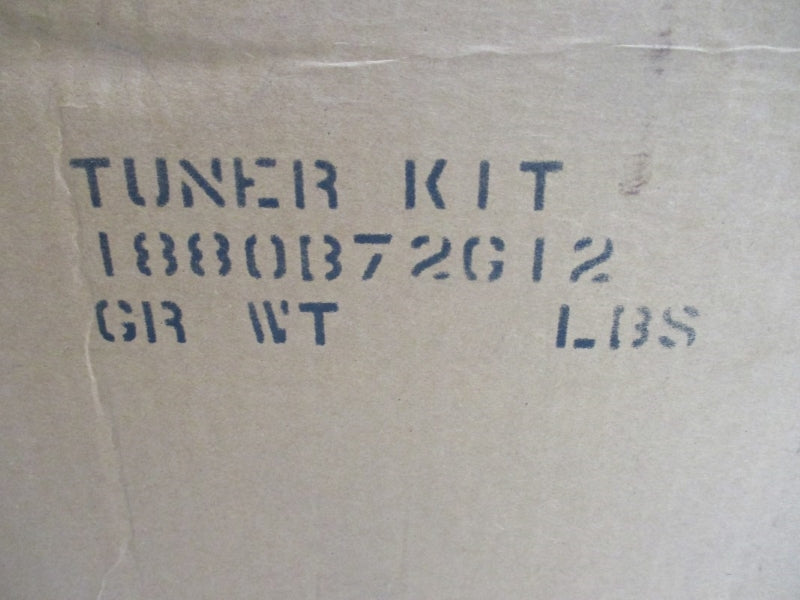 TUNER KIT
1880B72G12
GR WT LBS